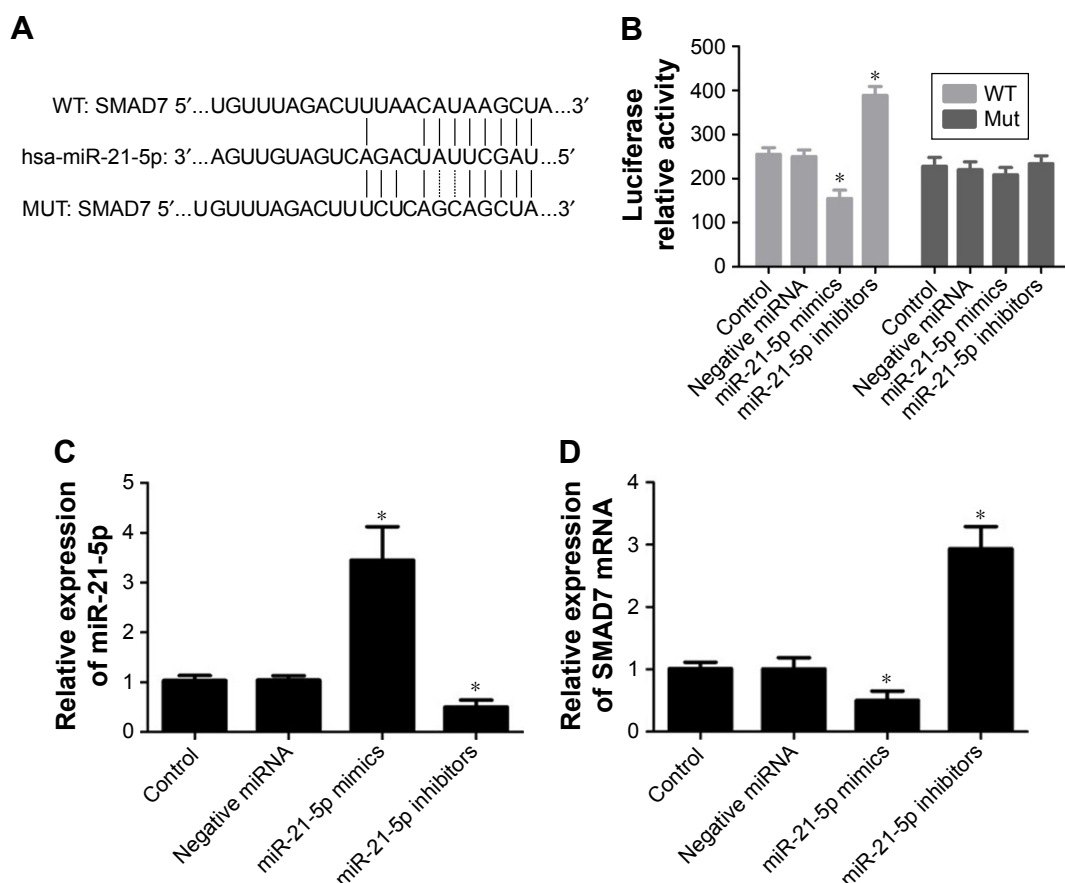 A
WT: SMAD7 5′...UGUUUAGACUUUAACAUAAGCUA...3′
hsa-miR-21-5p: 3′...AGUUGUAGUCAGACUAUUCGAU...5′
MUT: SMAD7 5′...UGUUUAGACUUUCUCAGCAGCUA...3′
B
Luciferase
relative activity
500
400
300
200
100
0
WT
Mut
*
*
Control
Negative miRNA
miR-21-5p mimics
miR-21-5p inhibitors
Control
Negative miRNA
miR-21-5p mimics
miR-21-5p inhibitors
C
Relative expression
of miR-21-5p
5
4
3
2
1
0
*
*
Control
Negative miRNA
miR-21-5p mimics
miR-21-5p inhibitors
D
Relative expression
of SMAD7 mRNA
4
3
2
1
0
*
*
Control
Negative miRNA
miR-21-5p mimics
miR-21-5p inhibitors